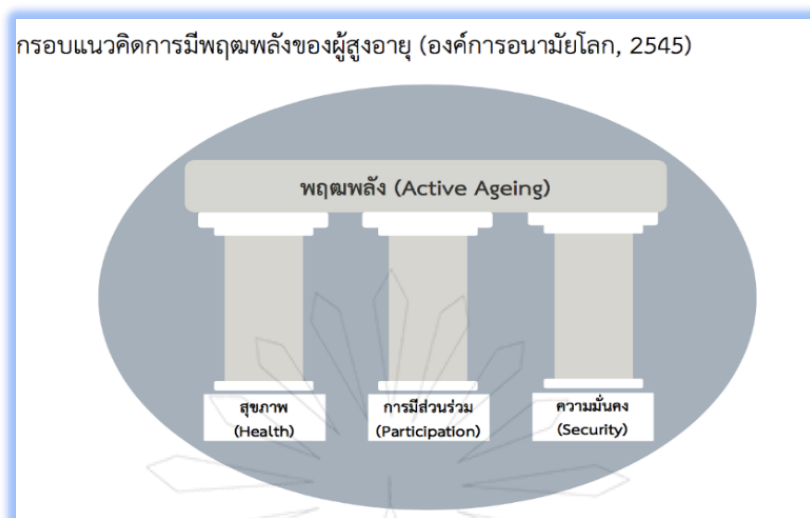 กรอบแนวคิดการมีพฤฒพลังของผู้สูงอายุ (องค์การอนามัยโลก, 2545)
พฤฒพลัง (Active Ageing)
สุขภาพ
(Health)
การมีส่วนร่วม
(Participation)
ความมั่นคง
(Security)